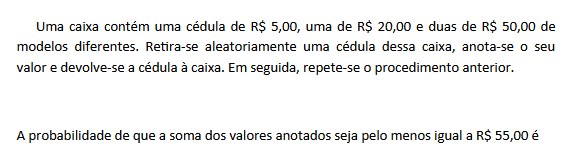 Uma caixa contém uma cédula de R$ 5,00, uma de R$ 20,00 e duas de R$ 50,00 de
modelos diferentes. Retira-se aleatoriamente uma cédula dessa caixa, anota-se o seu
valor e devolve-se a cédula à caixa. Em seguida, repete-se o procedimento anterior.
A probabilidade de que a soma dos valores anotados seja pelo menos igual a R$ 55,00 é